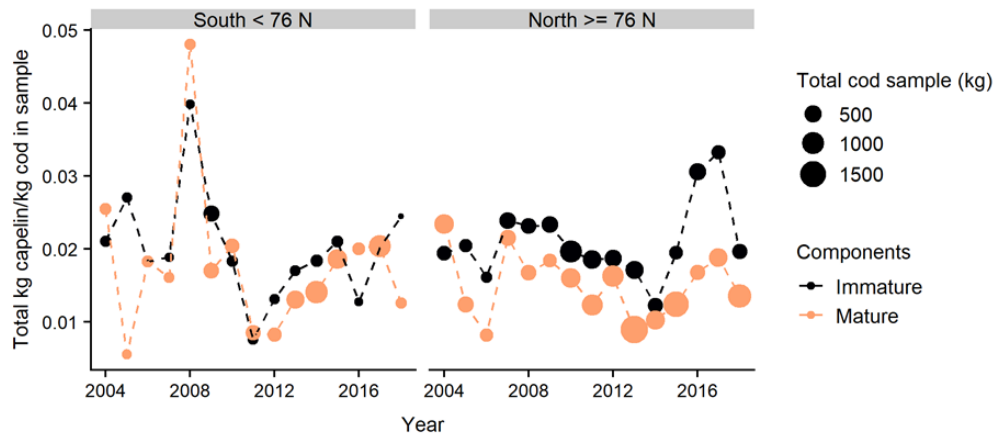 South < 76 N
North >= 76 N
Total kg capelin/kg cod in sample
0.05
0.04
0.03
0.02
0.01
2004
2008
2012
2016
2004
2008
2012
2016
Year
Total cod sample (kg)
500
1000
1500
Components
Immature
Mature